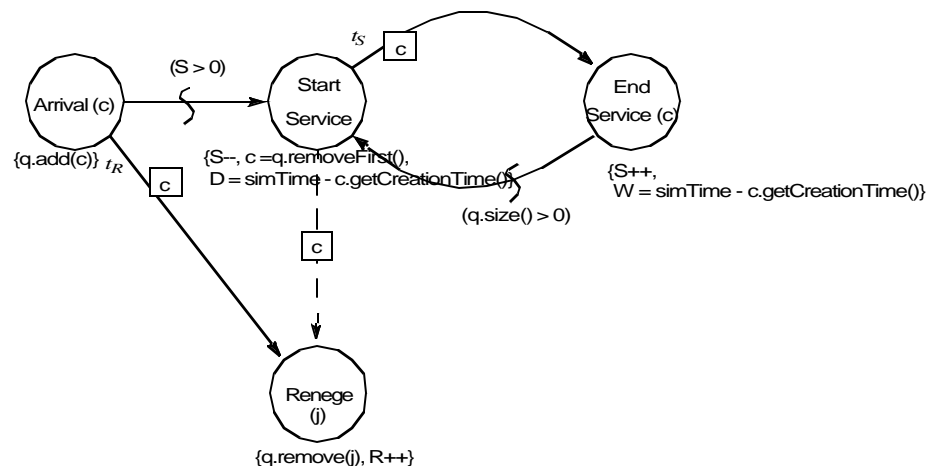 t_S
c
(S > 0)
Start
Service
End
Service (c)
Arrival (c)
{q.add(c)} t_R
c
{S--, c =q.removeFirst(),
D = simTime - c.getCreationTime()}
{S++,
W = simTime - c.getCreationTime()}
(q.size() > 0)
c
Renege
(j)
{q.remove(j), R++}